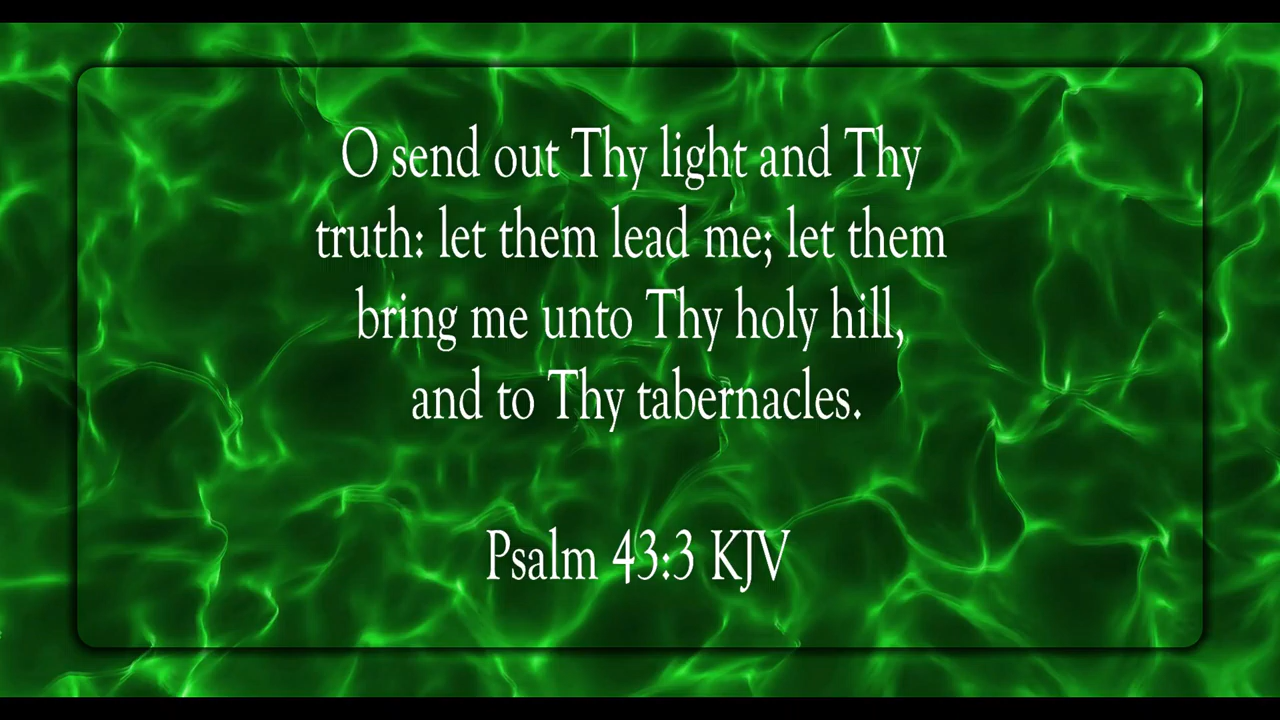 O send out Thy light and Thy
truth: let them lead me; let them
bring me unto Thy holy hill,
and to Thy tabernacles.
Psalm 43:3 KJV